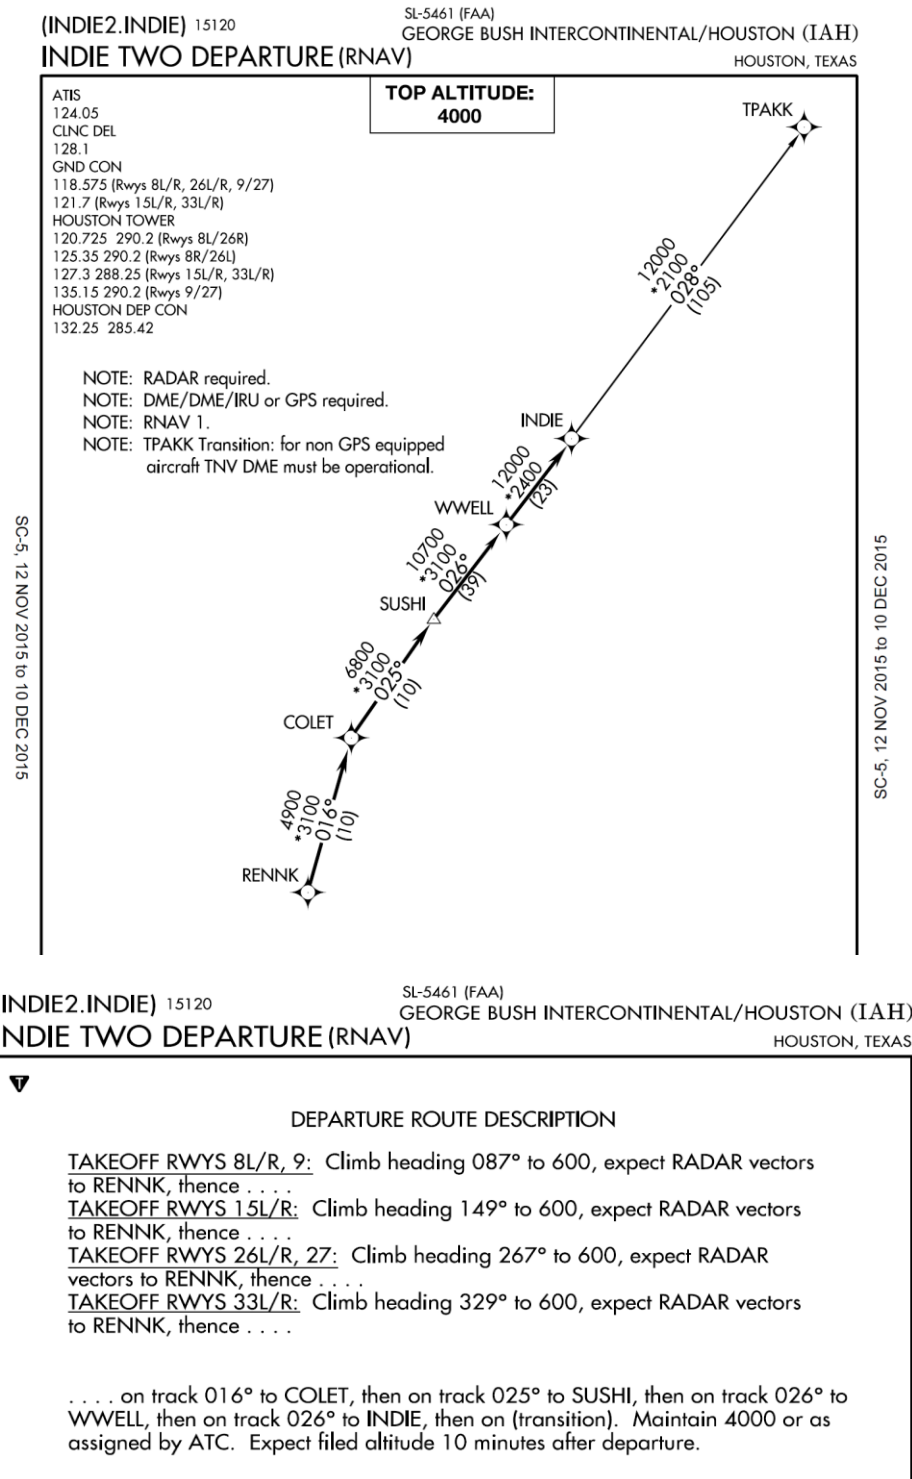 (INDIE2.INDIE) 15120
SL-5461 (FAA)
GEORGE BUSH INTERCONTINENTAL/HOUSTON (IAH)
INDIE TWO DEPARTURE (RNAV)
HOUSTON, TEXAS
TOP ALTITUDE:
4000
ATIS
124.05
CLNC DEL
128.1
GND CON
118.575 (Rwys 8L/R, 26L/R, 9/27)
121.7 (Rwys 15L/R, 33L/R)
HOUSTON TOWER
120.725 290.2 (Rwys 8L/26R)
125.35 290.2 (Rwys 8R/26L)
127.3 288.25 (Rwys 15L/R, 33L/R)
135.15 290.2 (Rwys 9/27)
HOUSTON DEP CON
132.25 285.42
NOTE: RADAR required.
NOTE: DME/DME/IRU or GPS required.
NOTE: RNAV 1.
NOTE: TPAKK Transition: for non GPS equipped
aircraft TNV DME must be operational.
TPAKK
12000
*2100
028°
(105)
INDIE
12000
*2400
(23)
WWELL
10700
*3100
026°
(39)
SUSHI
6800
*3100
025°
(10)
COLET
4900
*3100
016°
(10)
RENNK
SC-5, 12 NOV 2015 to 10 DEC 2015
SC-5, 12 NOV 2015 to 10 DEC 2015
INDIE2.INDIE) 15120
SL-5461 (FAA)
GEORGE BUSH INTERCONTINENTAL/HOUSTON (IAH)
NDIE TWO DEPARTURE (RNAV)
HOUSTON, TEXAS
T
DEPARTURE ROUTE DESCRIPTION
TAKEOFF RWYS 8L/R, 9: Climb heading 087° to 600, expect RADAR vectors
to RENNK, thence . . . .
TAKEOFF RWYS 15L/R: Climb heading 149° to 600, expect RADAR vectors
to RENNK, thence . . . .
TAKEOFF RWYS 26L/R, 27: Climb heading 267° to 600, expect RADAR
vectors to RENNK, thence . . . .
TAKEOFF RWYS 33L/R: Climb heading 329° to 600, expect RADAR vectors
to RENNK, thence . . . .
. . . . on track 016° to COLET, then on track 025° to SUSHI, then on track 026° to
WWELL, then on track 026° to INDIE, then on (transition). Maintain 4000 or as
assigned by ATC. Expect filed altitude 10 minutes after departure.